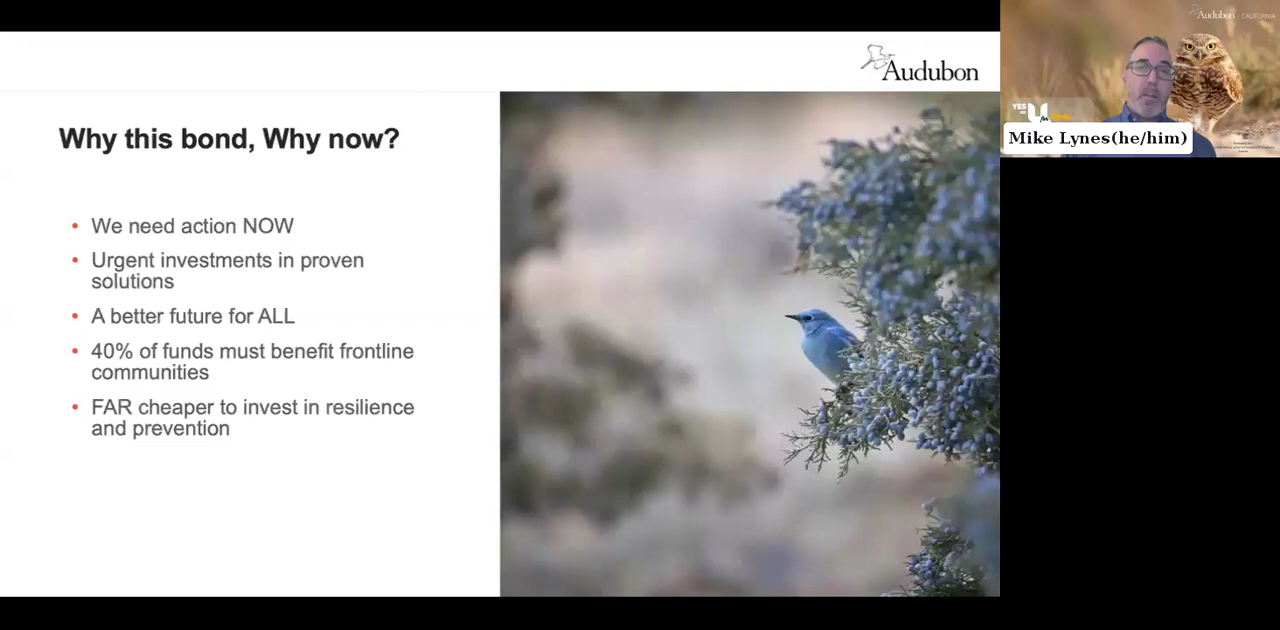 Audubon
Why this bond, Why now?
• We need action NOW
• Urgent investments in proven
solutions
• A better future for ALL
• 40% of funds must benefit frontline
communities
• FAR cheaper to invest in resilience
and prevention
Audubon | CALIFORNIA
YES
Mike Lynes(he/him)